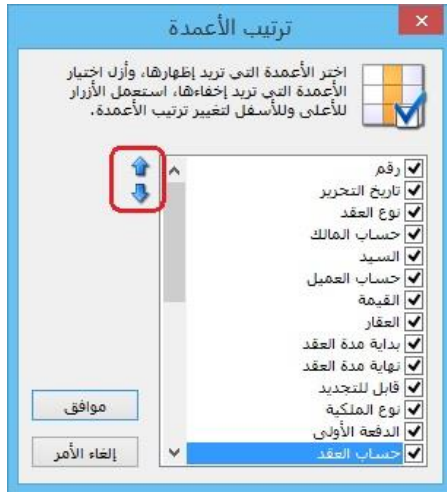 ترتيب الأعمدة
اختر الأعمدة التي تريد إظهارها، وأزل اختيار
الأعمدة التي تريد إخفاءها، استعمل الأزرار
للأعلى وللأسفل لتغيير ترتيب الأعمدة.
رقم
تاريخ التحرير
نوع العقد
حساب المالك
السيد
حساب العميل
القيمة
العقار
بداية مدة العقد
نهاية مدة العقد
قابل للتجديد
نوع الملكية
الدفعة الأولى
حساب العقد
موافق
إلغاء الأمر